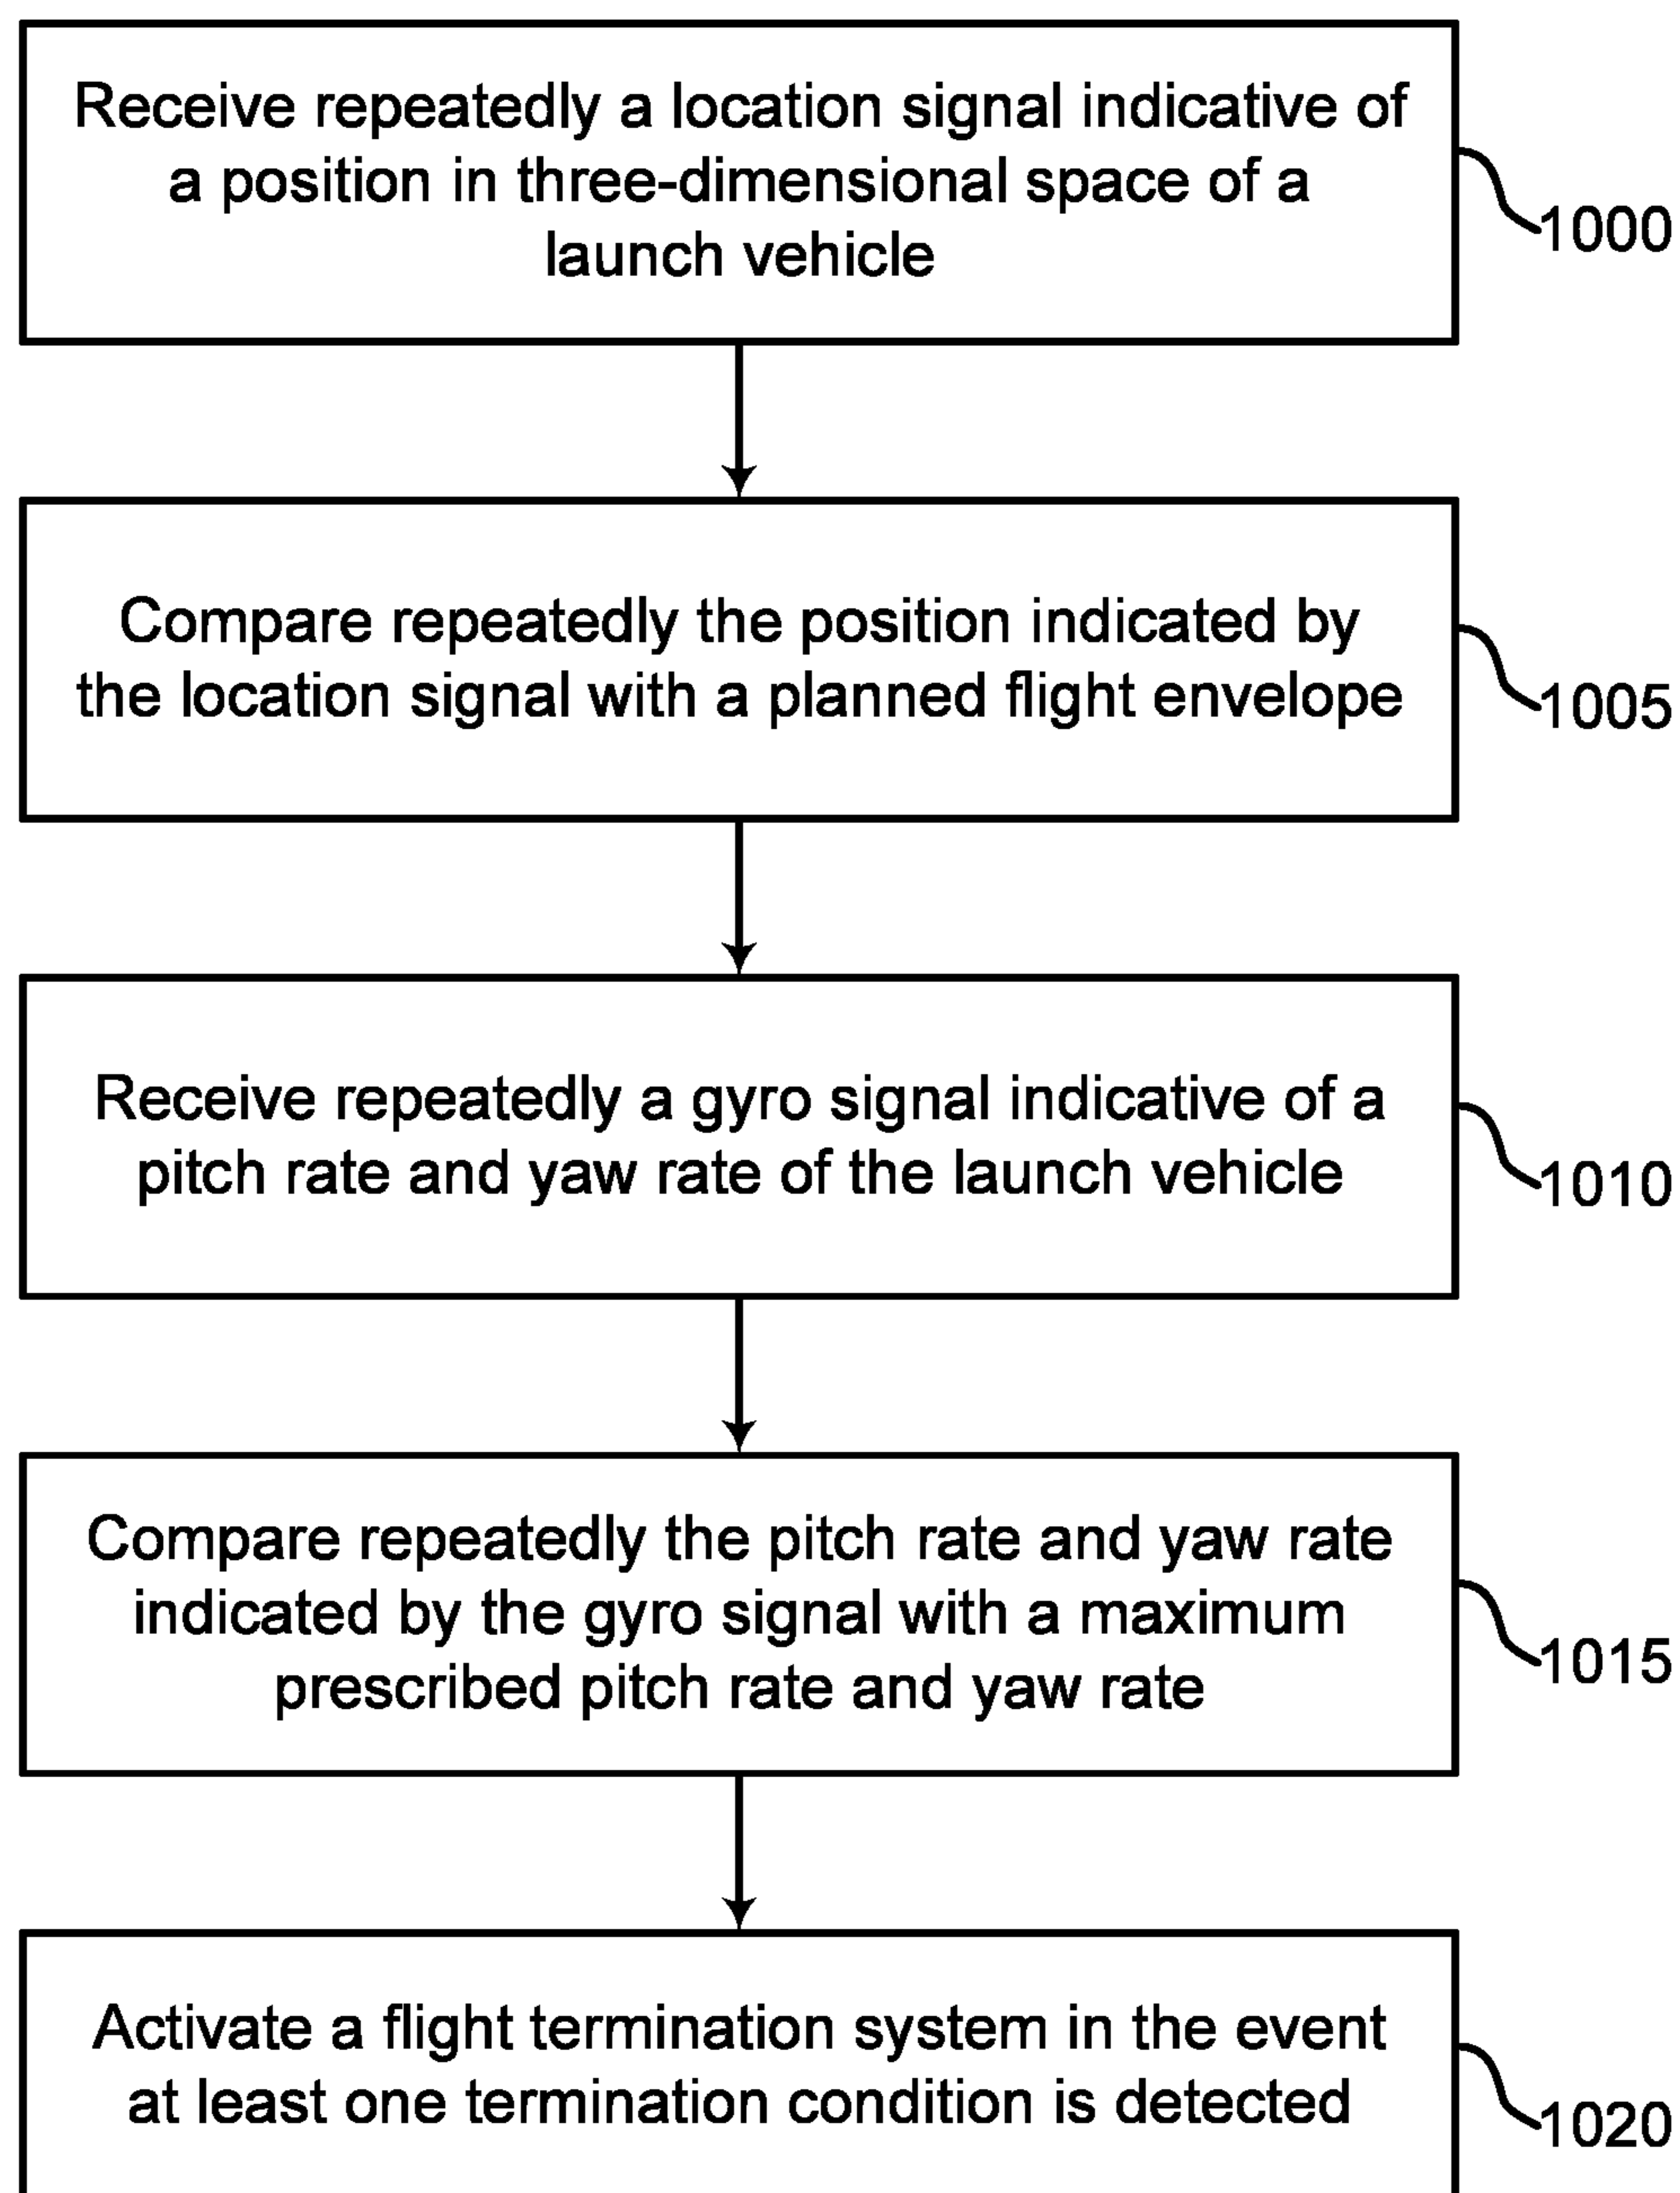 Receive repeatedly a location signal indicative of
a position in three-dimensional space of a
launch vehicle
1000
Compare repeatedly the position indicated by
the location signal with a planned flight envelope
1005
Receive repeatedly a gyro signal indicative of a
pitch rate and yaw rate of the launch vehicle
1010
Compare repeatedly the pitch rate and yaw rate
indicated by the gyro signal with a maximum
prescribed pitch rate and yaw rate
1015
Activate a flight termination system in the event
at least one termination condition is detected
1020